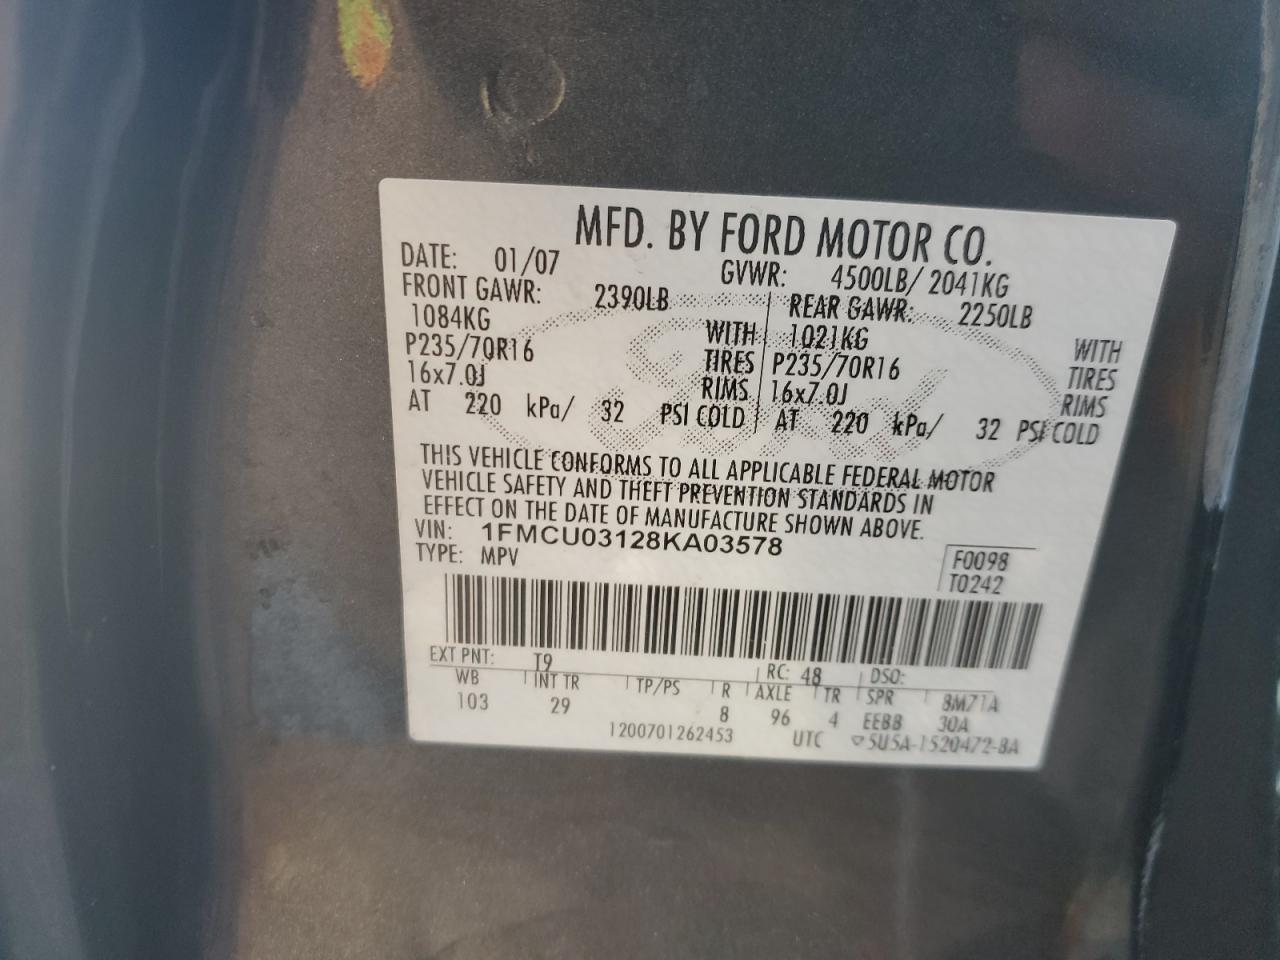 MFD. BY FORD MOTOR CO.
DATE: 01/07 GVWR: 4500LB/ 2041KG
FRONT GAWR: 2390LB REAR GAWR: 2250LB
1084KG WITH 1021KG WITH
P235/70R16 TIRES P235/70R16 TIRES
16x7.0J RIMS 16x7.0J RIMS
AT 220 kPa/ 32 PSI COLD AT 220 kPa/ 32 PSI COLD
THIS VEHICLE CONFORMS TO ALL APPLICABLE FEDERAL MOTOR
VEHICLE SAFETY AND THEFT PREVENTION STANDARDS IN
EFFECT ON THE DATE OF MANUFACTURE SHOWN ABOVE.
VIN: 1FMCU03128KA03578
TYPE: MPV
F0098
T0242
EXT PNT: T9 RC: 48 DSO:
WB INT TR TP/PS R AXLE TR SPR 8M71A
103 29 8 96 4 EEBB 30A
1200701262453 UTC 5U5A-1520472-BA